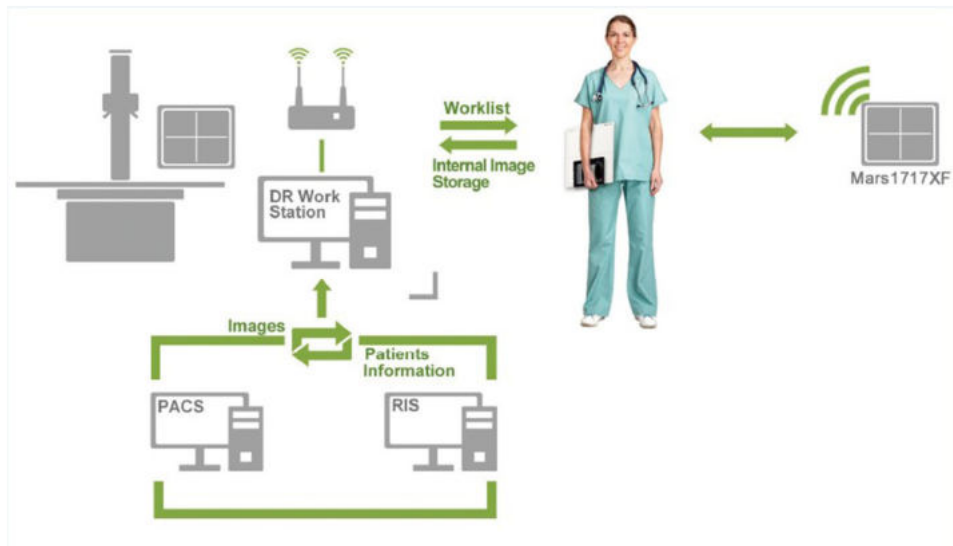 Worklist
Internal Image
Storage
Mars1717XF
DR Work
Station
Images
Patients
Information
PACS
RIS